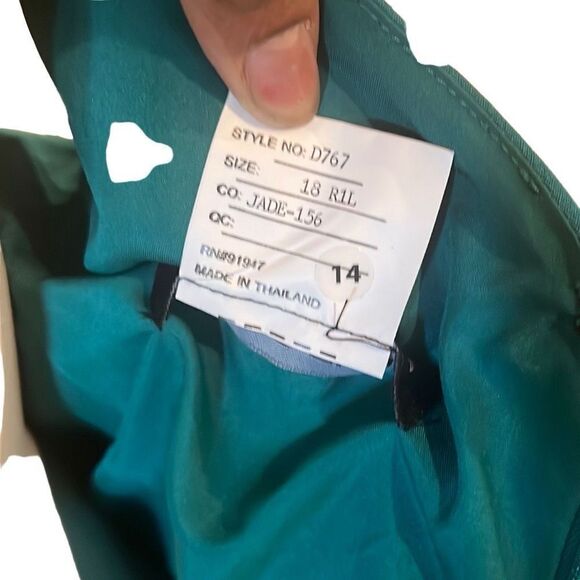 STYLE NO: D767
SIZE: 18 R1L
CO: JADE-156
QC:
RN#91947
14
MADE IN THAILAND